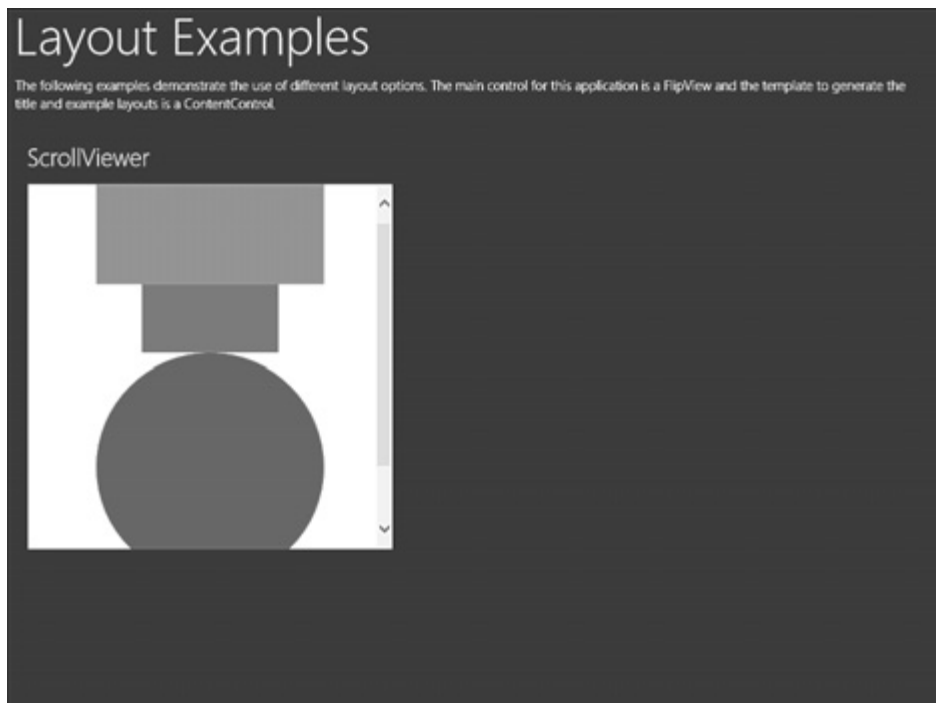 Layout Examples
The following examples demonstrate the use of different layout options. The main control for this application is a FlipView and the template to generate the
title and example layouts is a ContentControl.
ScrollViewer